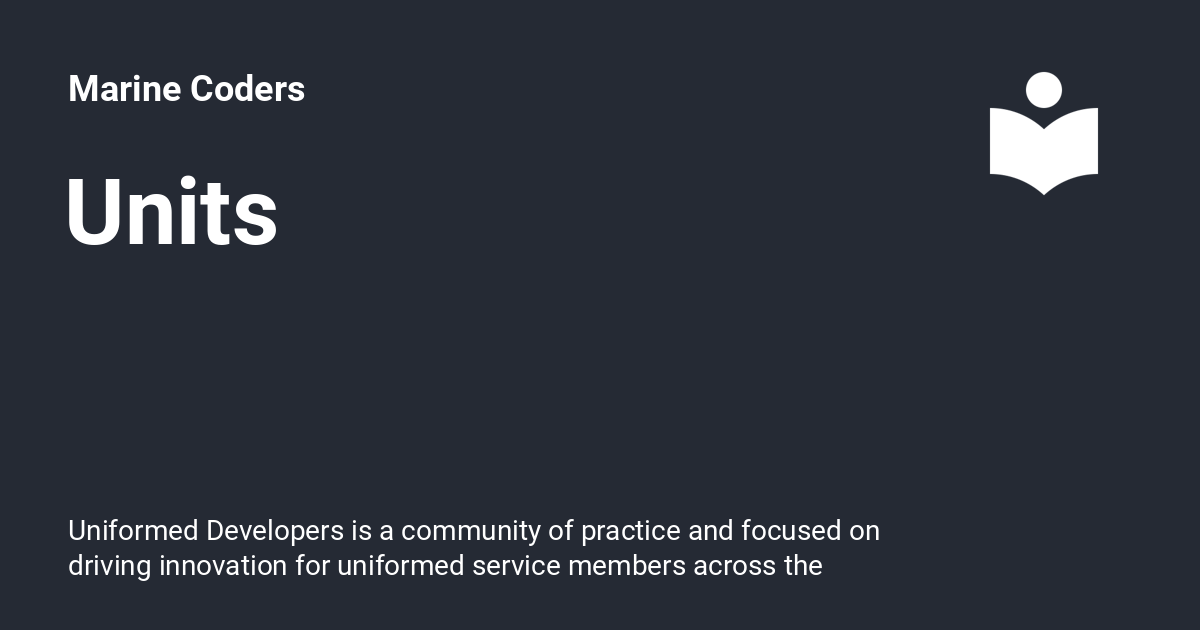 Marine Coders
Units
Uniformed Developers is a community of practice and focused on
driving innovation for uniformed service members across the